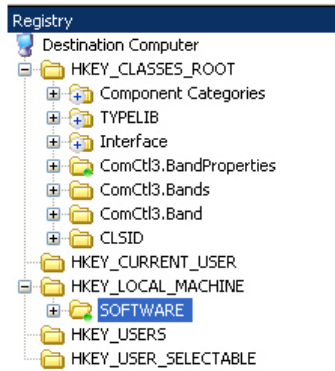 Registry
Destination Computer
HKEY_CLASSES_ROOT
Component Categories
TYPELIB
Interface
ComCtl3.BandProperties
ComCtl3.Bands
ComCtl3.Band
CLSID
HKEY_CURRENT_USER
HKEY_LOCAL_MACHINE
SOFTWARE
HKEY_USERS
HKEY_USER_SELECTABLE